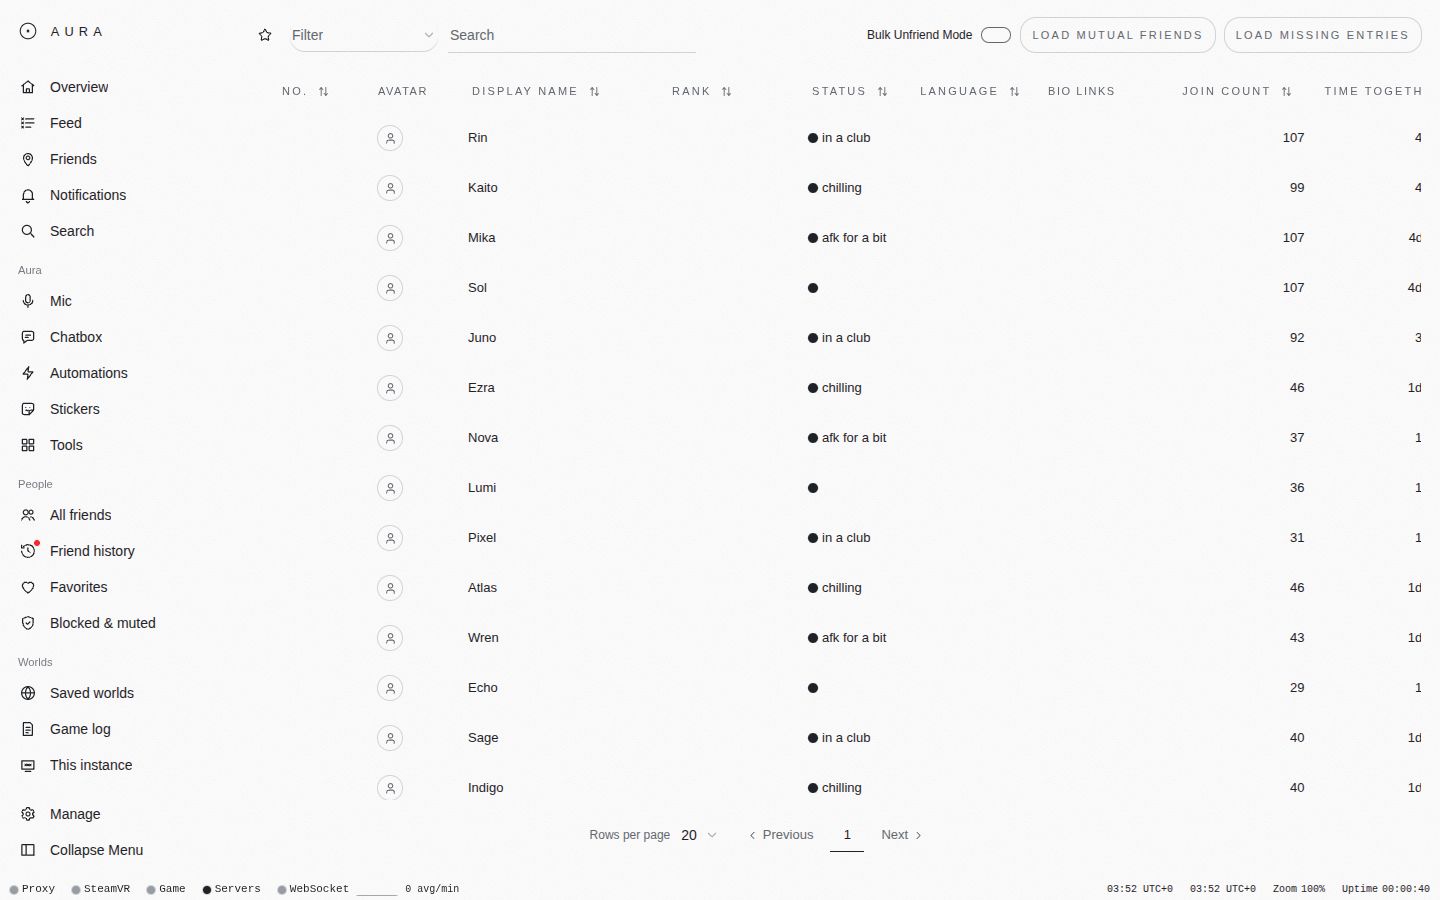 AURA
Filter
Search
Bulk Unfriend Mode
LOAD MUTUAL FRIENDS
LOAD MISSING ENTRIES
Overview
Feed
Friends
Notifications
Search
Aura
Mic
Chatbox
Automations
Stickers
Tools
People
All friends
Friend history
Favorites
Blocked & muted
Worlds
Saved worlds
Game log
This instance
Manage
Collapse Menu
NO. AVATAR DISPLAY NAME RANK STATUS LANGUAGE BIO LINKS JOIN COUNT TIME TOGETH
Rin in a club 107 4
Kaito chilling 99 4
Mika afk for a bit 107 4d
Sol 107 4d
Juno in a club 92 3
Ezra chilling 46 1d
Nova afk for a bit 37 1
Lumi 36 1
Pixel in a club 31 1
Atlas chilling 46 1d
Wren afk for a bit 43 1d
Echo 29 1
Sage in a club 40 1d
Indigo chilling 40 1d
Rows per page 20 Previous 1 Next
Proxy SteamVR Game Servers WebSocket 0 avg/min 03:52 UTC+0 03:52 UTC+0 Zoom 100% Uptime 00:00:40